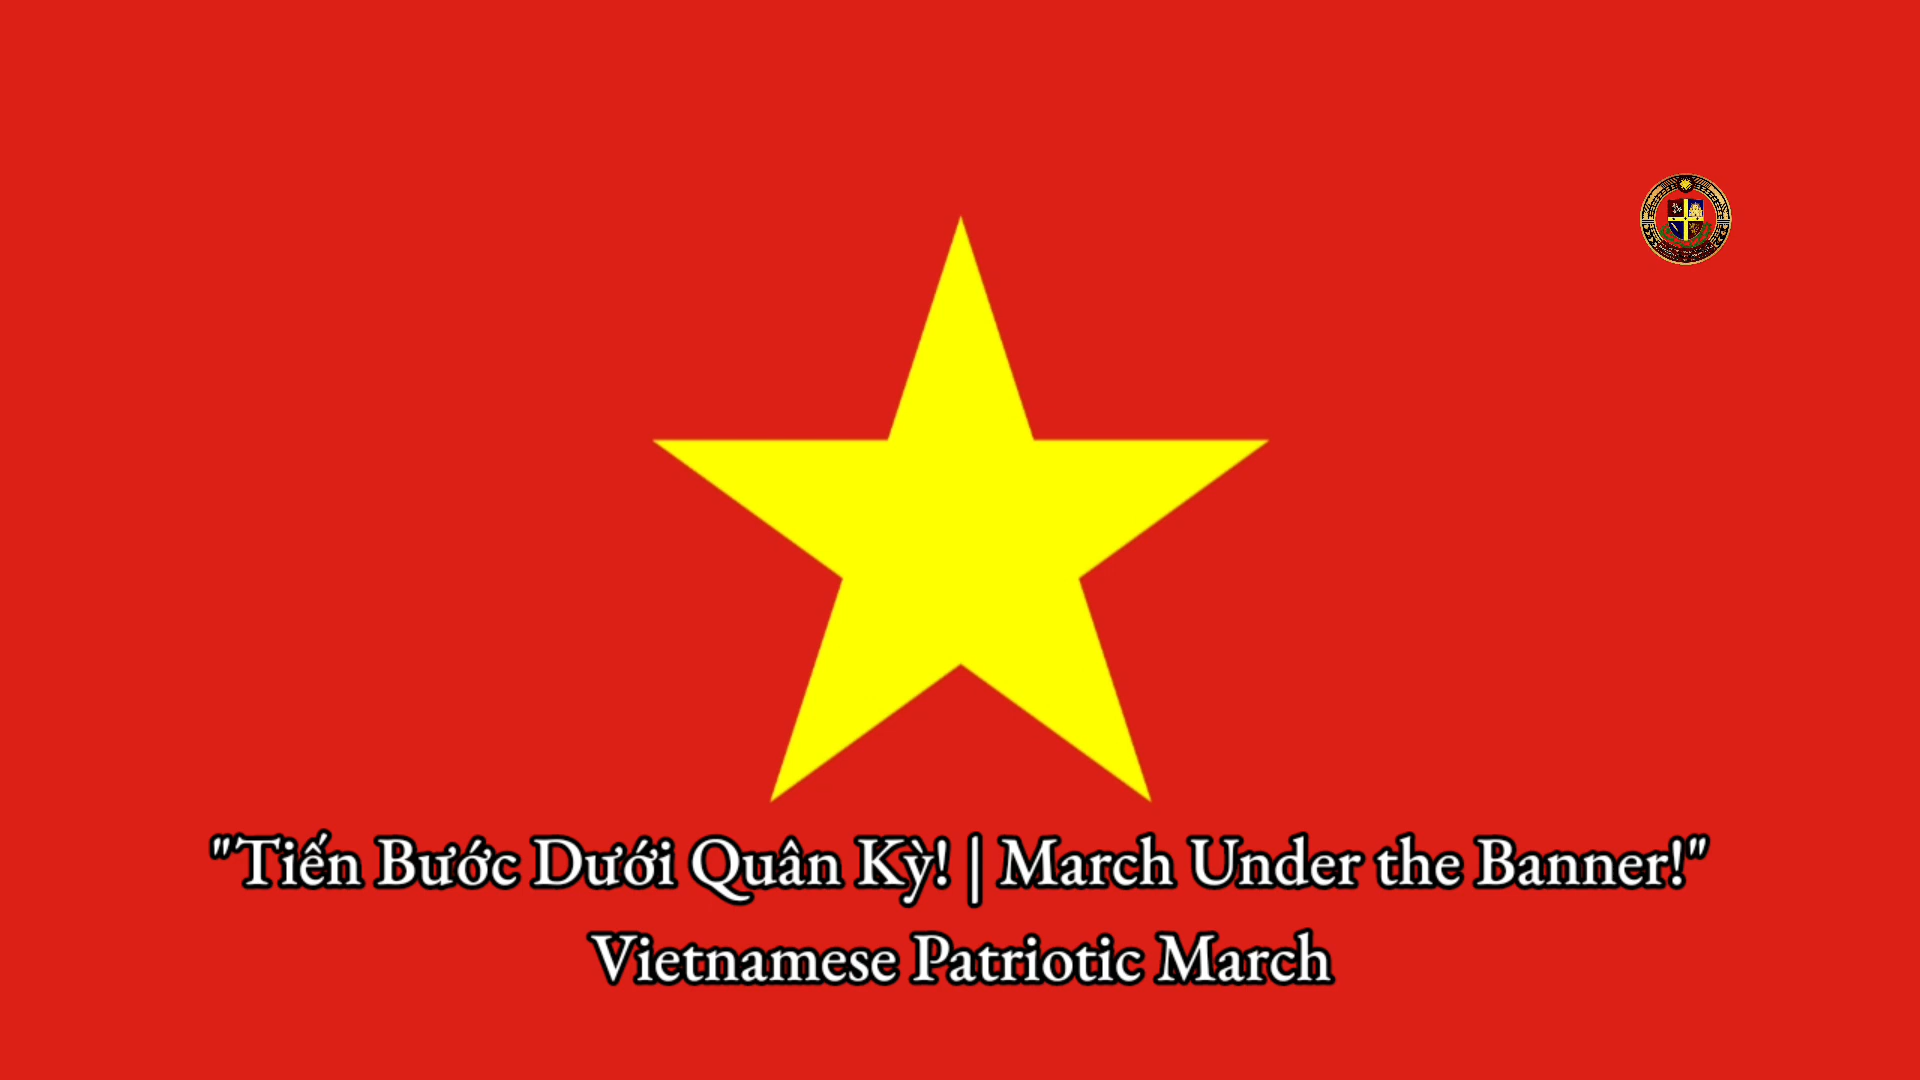 "Tiến Bước Dưới Quân Kỳ! | March Under the Banner!"
Vietnamese Patriotic March